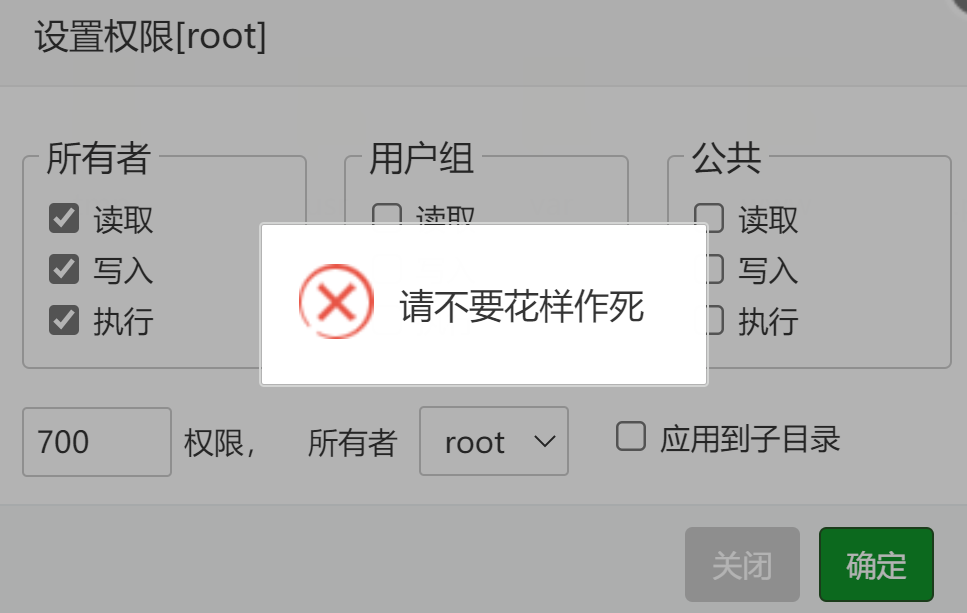 设置权限[root]
所有者 用户组 公共
读取 读取 读取
写入 写入
执行 执行
请不要花样作死
700 权限， 所有者 root 应用到子目录
关闭 确定